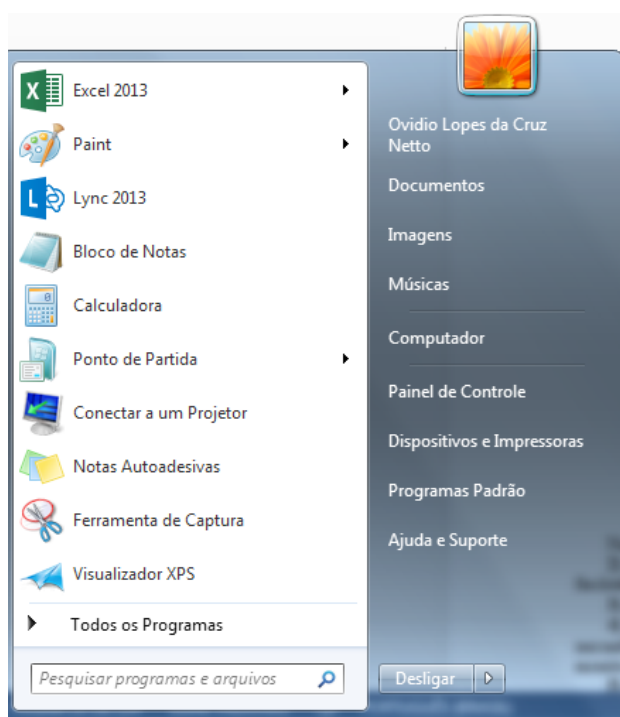 Excel 2013
Paint
Lync 2013
Bloco de Notas
Calculadora
Ponto de Partida
Conectar a um Projetor
Notas Autoadesivas
Ferramenta de Captura
Visualizador XPS
Todos os Programas
Pesquisar programas e arquivos
Ovidio Lopes da Cruz
Netto
Documentos
Imagens
Músicas
Computador
Painel de Controle
Dispositivos e Impressoras
Programas Padrão
Ajuda e Suporte
Desligar